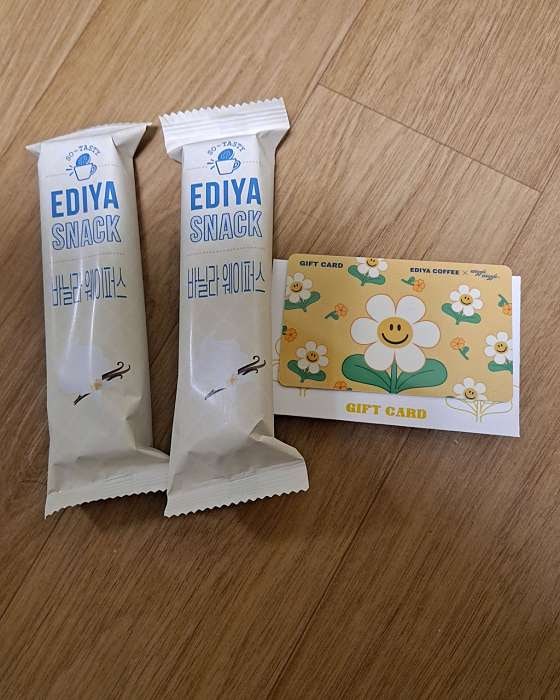 SO-TASTY
EDIYA
SNACK
바닐라 웨이퍼스
SO-TASTY
EDIYA
SNACK
바닐라 웨이퍼스
GIFT CARD
EDIYA COFFEE ×
GIFT CARD